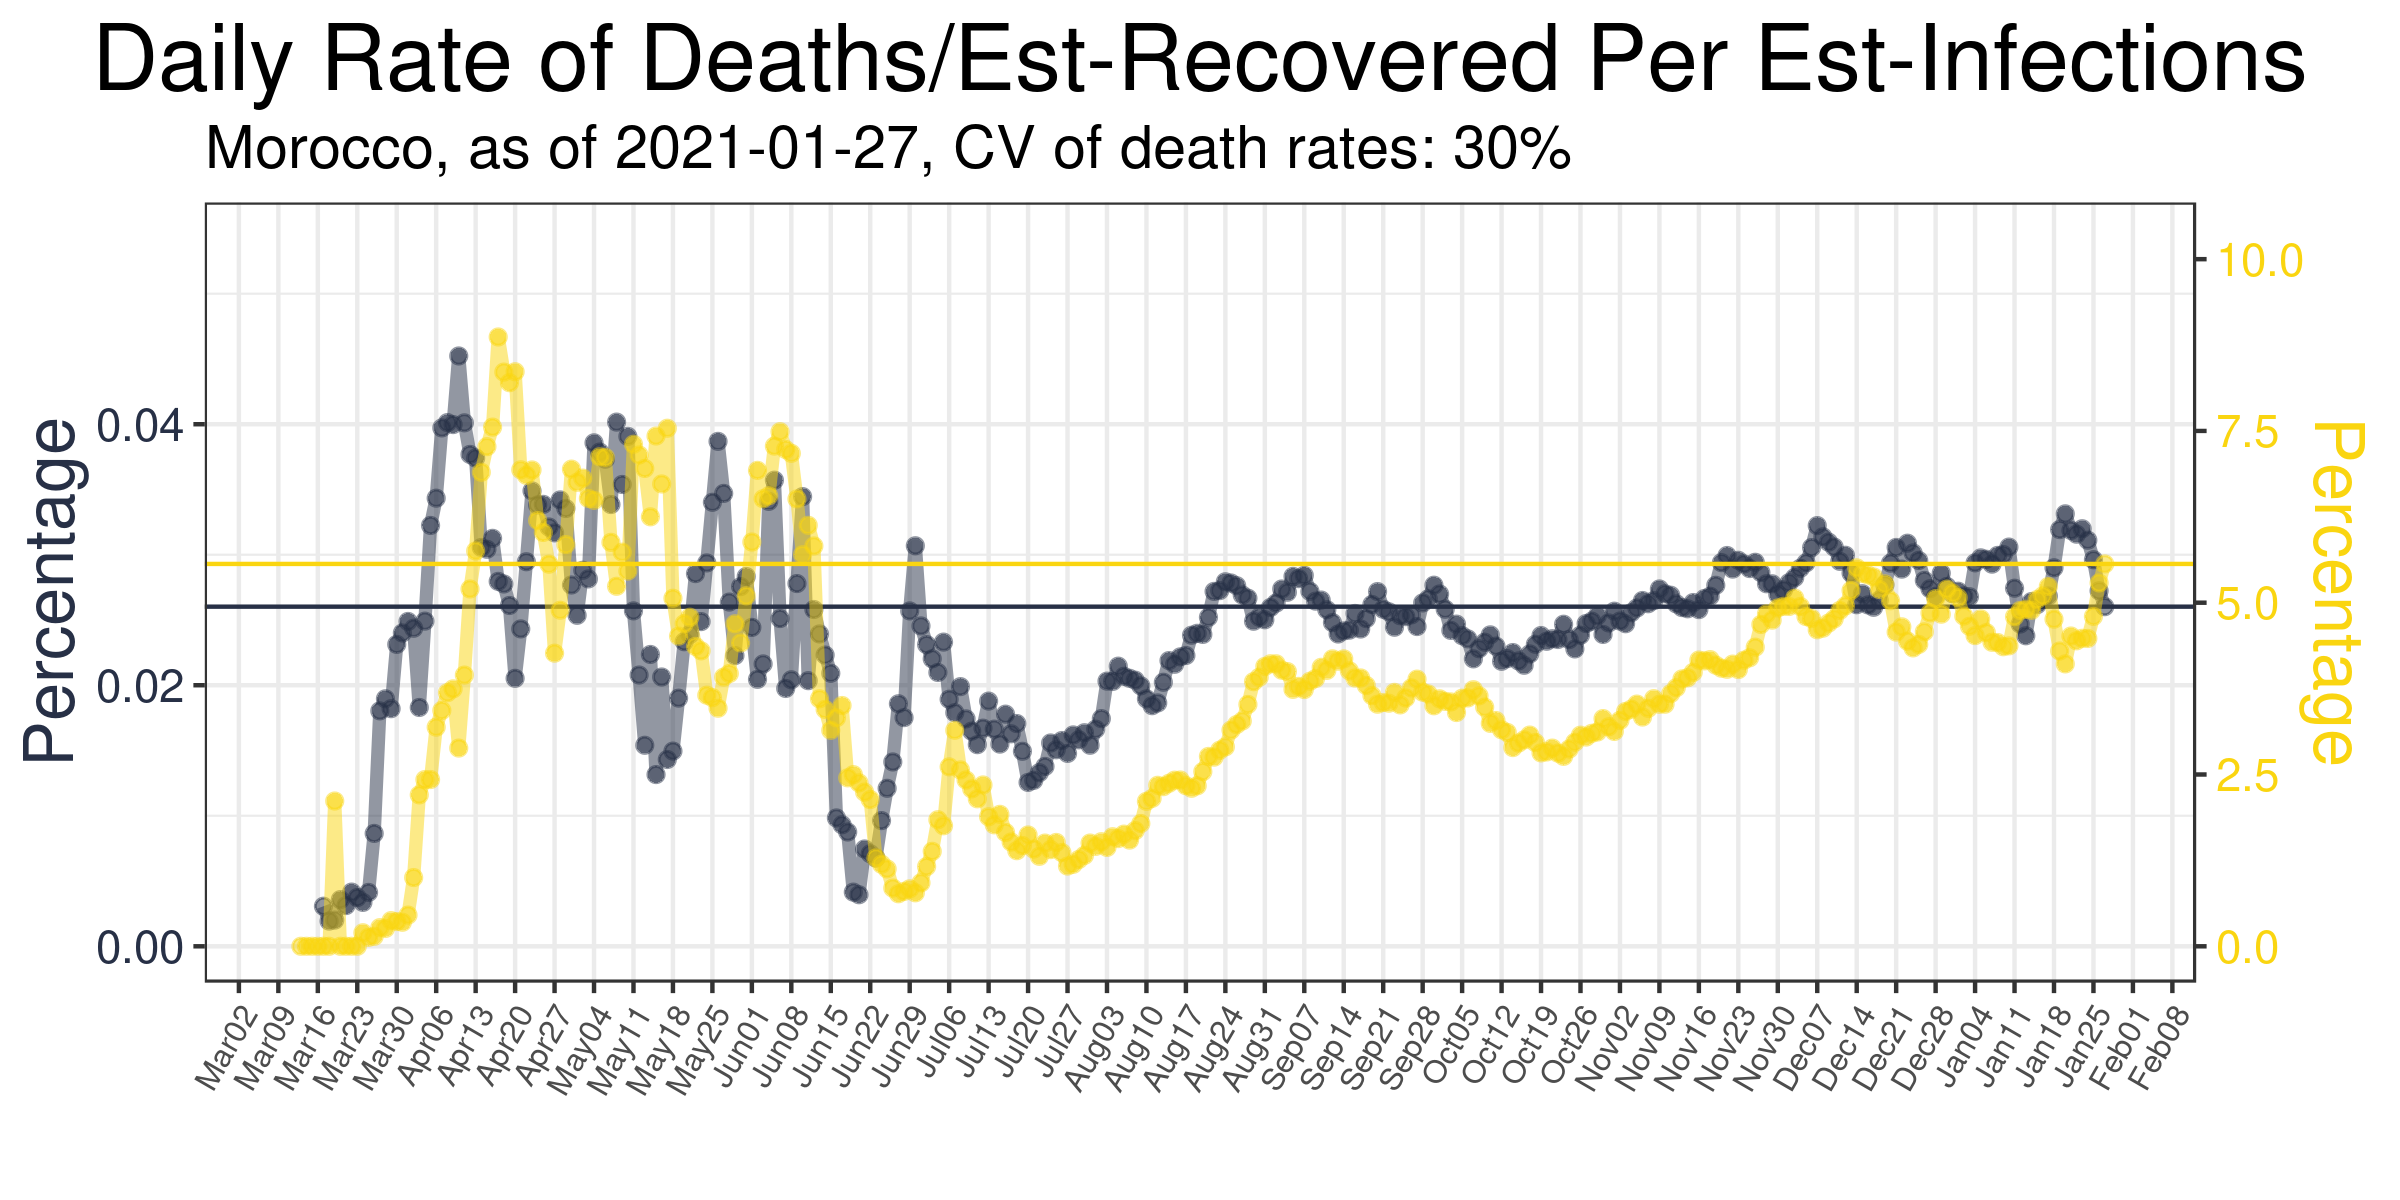 Daily Rate of Deaths/Est-Recovered Per Est-Infections
Morocco, as of 2021-01-27, CV of death rates: 30%
Percentage
0.04
0.02
0.00
10.0
7.5
5.0
2.5
0.0
Percentage
Mar02
Mar09
Mar16
Mar23
Mar30
Apr06
Apr13
Apr20
Apr27
May04
May11
May18
May25
Jun01
Jun08
Jun15
Jun22
Jun29
Jul06
Jul13
Jul20
Jul27
Aug03
Aug10
Aug17
Aug24
Aug31
Sep07
Sep14
Sep21
Sep28
Oct05
Oct12
Oct19
Oct26
Nov02
Nov09
Nov16
Nov23
Nov30
Dec07
Dec14
Dec21
Dec28
Jan04
Jan11
Jan18
Jan25
Feb01
Feb08